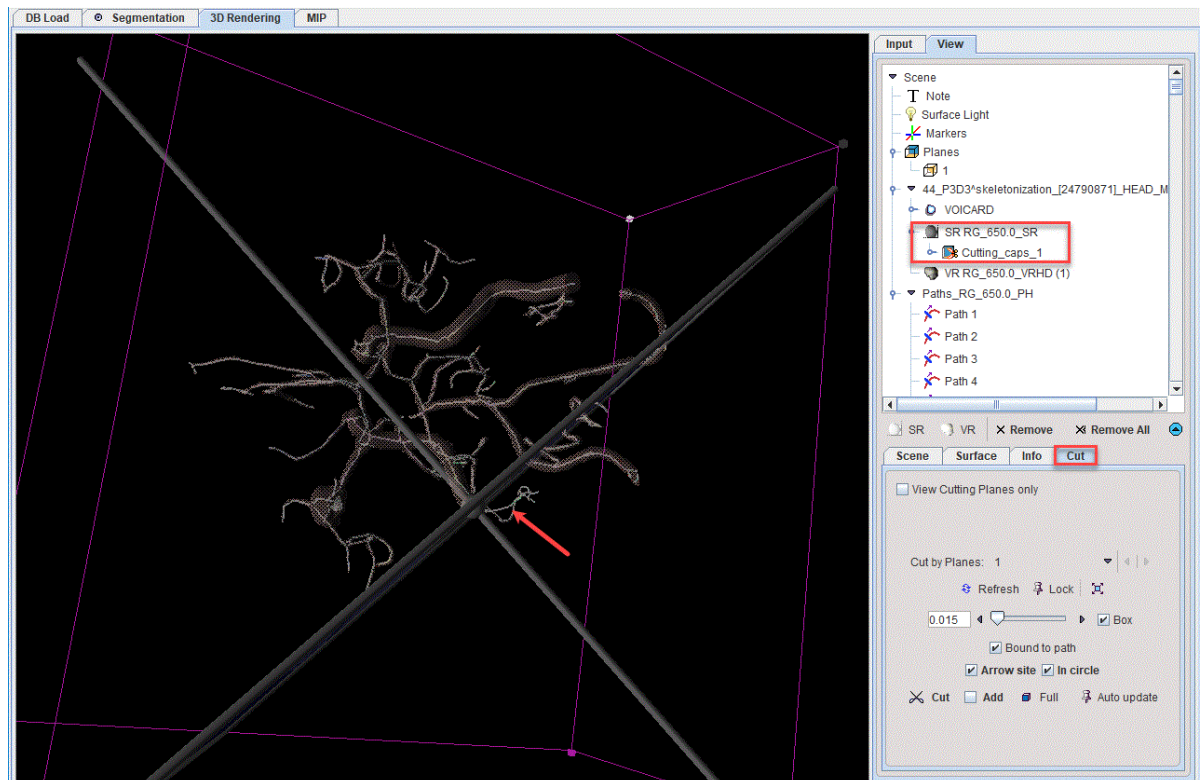 DB Load Segmentation 3D Rendering MIP
Input View
Scene
T Note
Surface Light
Markers
Planes
1
44_P3D3^skeletonization_[24790871]_HEAD_M
VOICARD
SR RG_650.0_SR
Cutting_caps_1
VR RG_650.0_VRHD (1)
Paths_RG_650.0_PH
Path 1
Path 2
Path 3
Path 4
SR VR Remove Remove All
Scene Surface Info Cut
View Cutting Planes only
Cut by Planes: 1
Refresh Lock
0.015 Box
Bound to path
Arrow site In circle
Cut Add Full Auto update